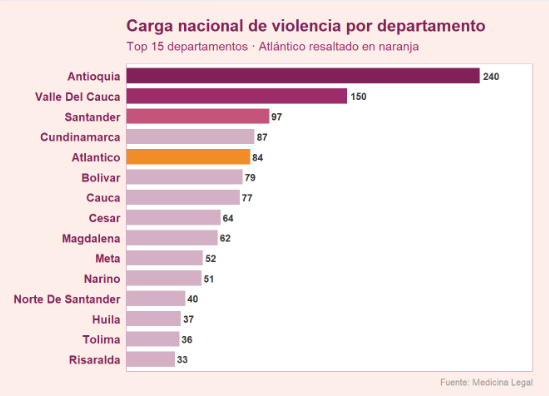 Carga nacional de violencia por departamento
Top 15 departamentos · Atlántico resaltado en naranja
Antioquia 240
Valle Del Cauca 150
Santander 97
Cundinamarca 87
Atlantico 84
Bolivar 79
Cauca 77
Cesar 64
Magdalena 62
Meta 52
Narino 51
Norte De Santander 40
Huila 37
Tolima 36
Risaralda 33
Fuente: Medicina Legal